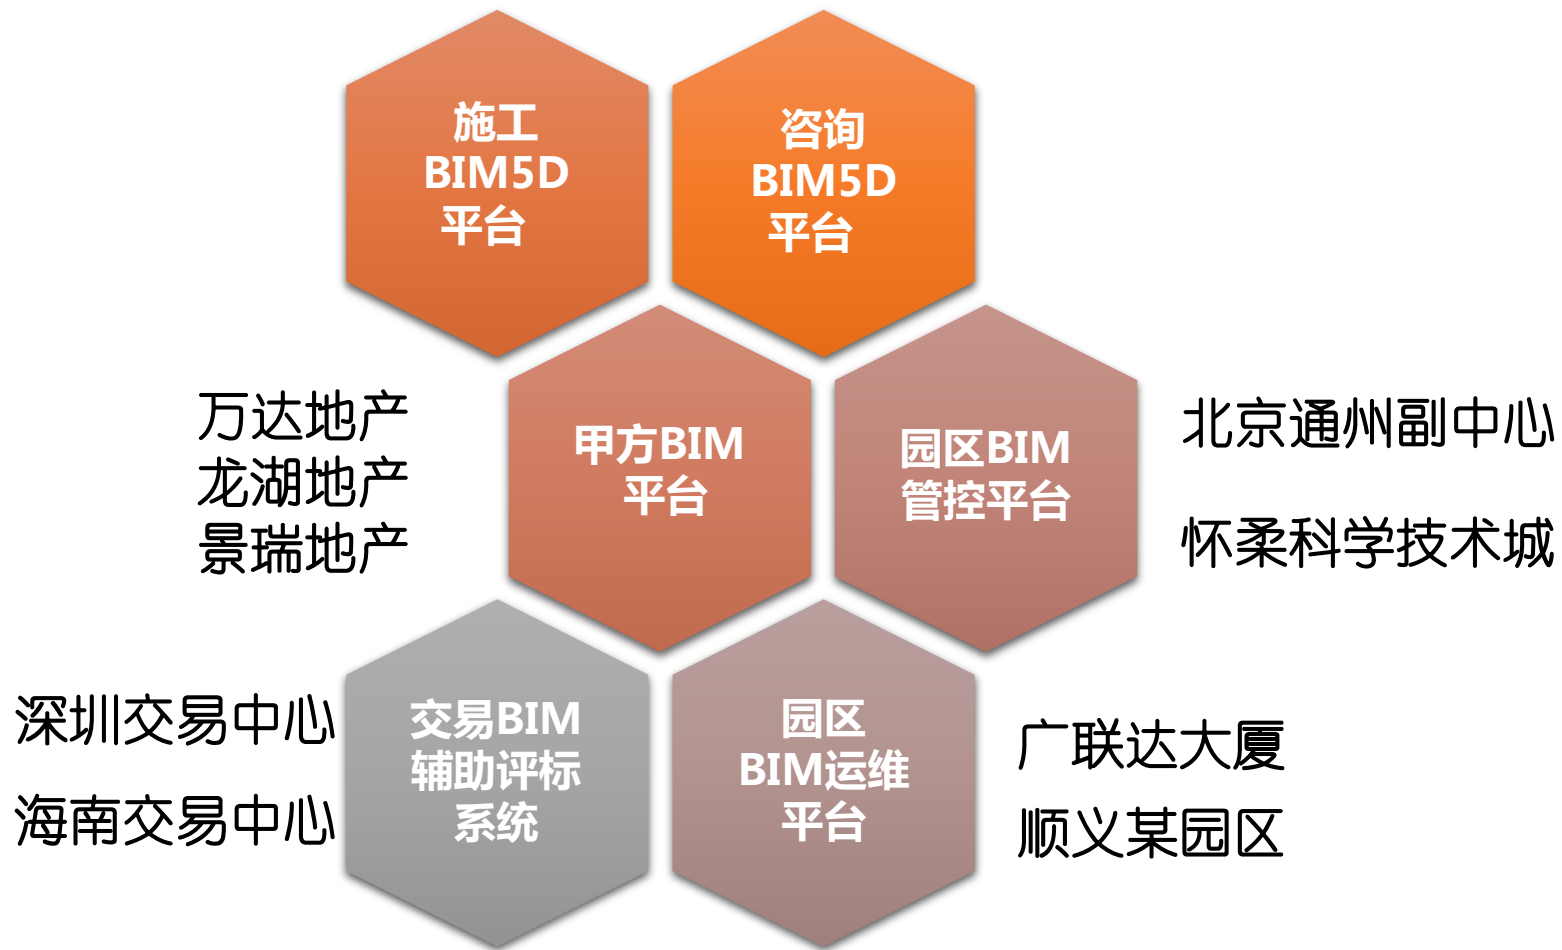 施工
BIM5D
平台
咨询
BIM5D
平台
万达地产
龙湖地产
景瑞地产
甲方BIM
平台
园区BIM
管控平台
北京通州副中心
怀柔科学技术城
深圳交易中心
海南交易中心
交易BIM
辅助评标
系统
园区
BIM运维
平台
广联达大厦
顺义某园区